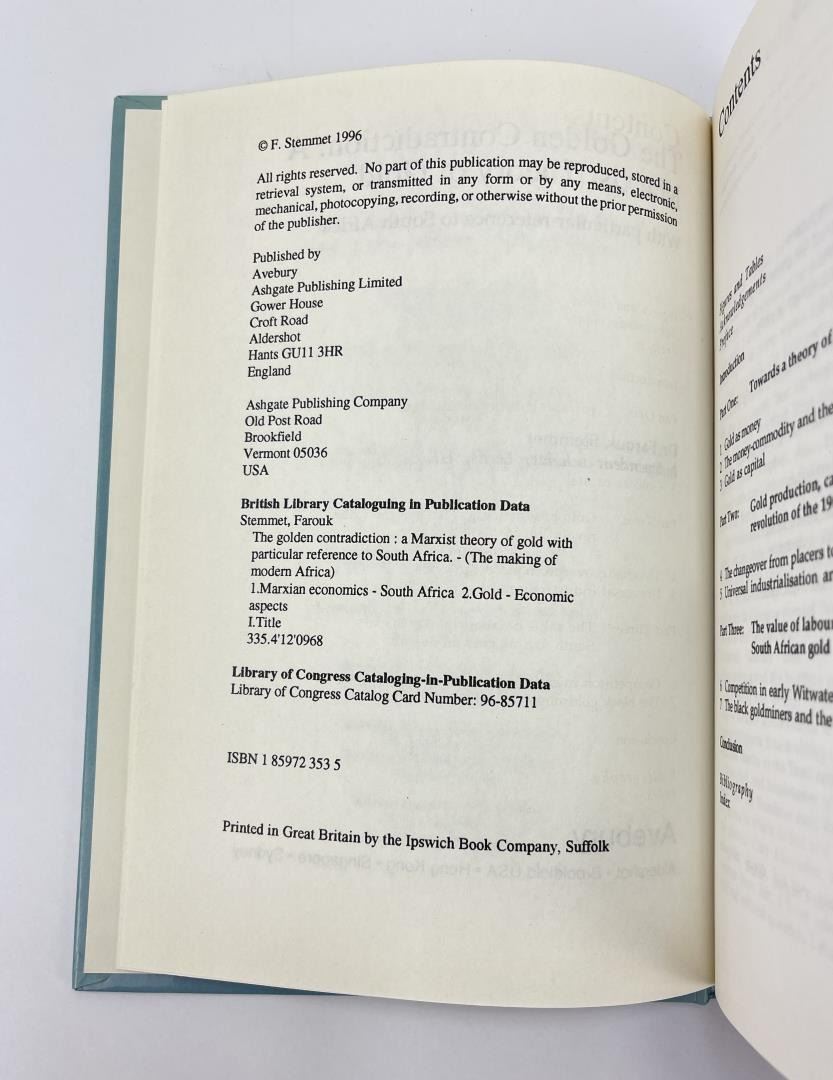 © F. Stemmet 1996
All rights reserved. No part of this publication may be reproduced, stored in a
retrieval system, or transmitted in any form or by any means, electronic,
mechanical, photocopying, recording, or otherwise without the prior permission
of the publisher.
Published by
Avebury
Ashgate Publishing Limited
Gower House
Croft Road
Aldershot
Hants GU11 3HR
England
Ashgate Publishing Company
Old Post Road
Brookfield
Vermont 05036
USA
British Library Cataloguing in Publication Data
Stemmet, Farouk
The golden contradiction : a Marxist theory of gold with
particular reference to South Africa. - (The making of
modern Africa)
1.Marxian economics - South Africa 2.Gold - Economic
aspects
I.Title
335.4'12'0968
Library of Congress Cataloging-in-Publication Data
Library of Congress Catalog Card Number: 96-85711
ISBN 1 85972 353 5
Printed in Great Britain by the Ipswich Book Company, Suffolk
Contents
Figures and Tables
Acknowledgements
Preface
Introduction
Part One: Towards a theory of
1 Gold as money
2 The money-commodity and the
3 Gold as capital
Part Two: Gold production, ca
revolution of the 19
4 The changeover from placers to
5 Universal industrialisation an
Part Three: The value of labou
South African gold
6 Competition in early Witwate
7 The black goldminers and the
Conclusion
Bibliography
Index